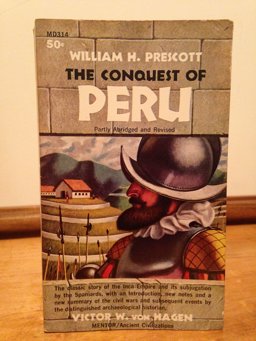 MD314
50¢
WILLIAM H. PRESCOTT
THE CONQUEST OF
PERU
Partly Abridged and Revised
The classic story of the Inca Empire and its subjugation
by the Spaniards, with an Introduction, new notes and a
new summary of the civil wars and subsequent events by
the distinguished archaeological historian,
VICTOR W. VON HAGEN
MENTOR/Ancient Civilizations